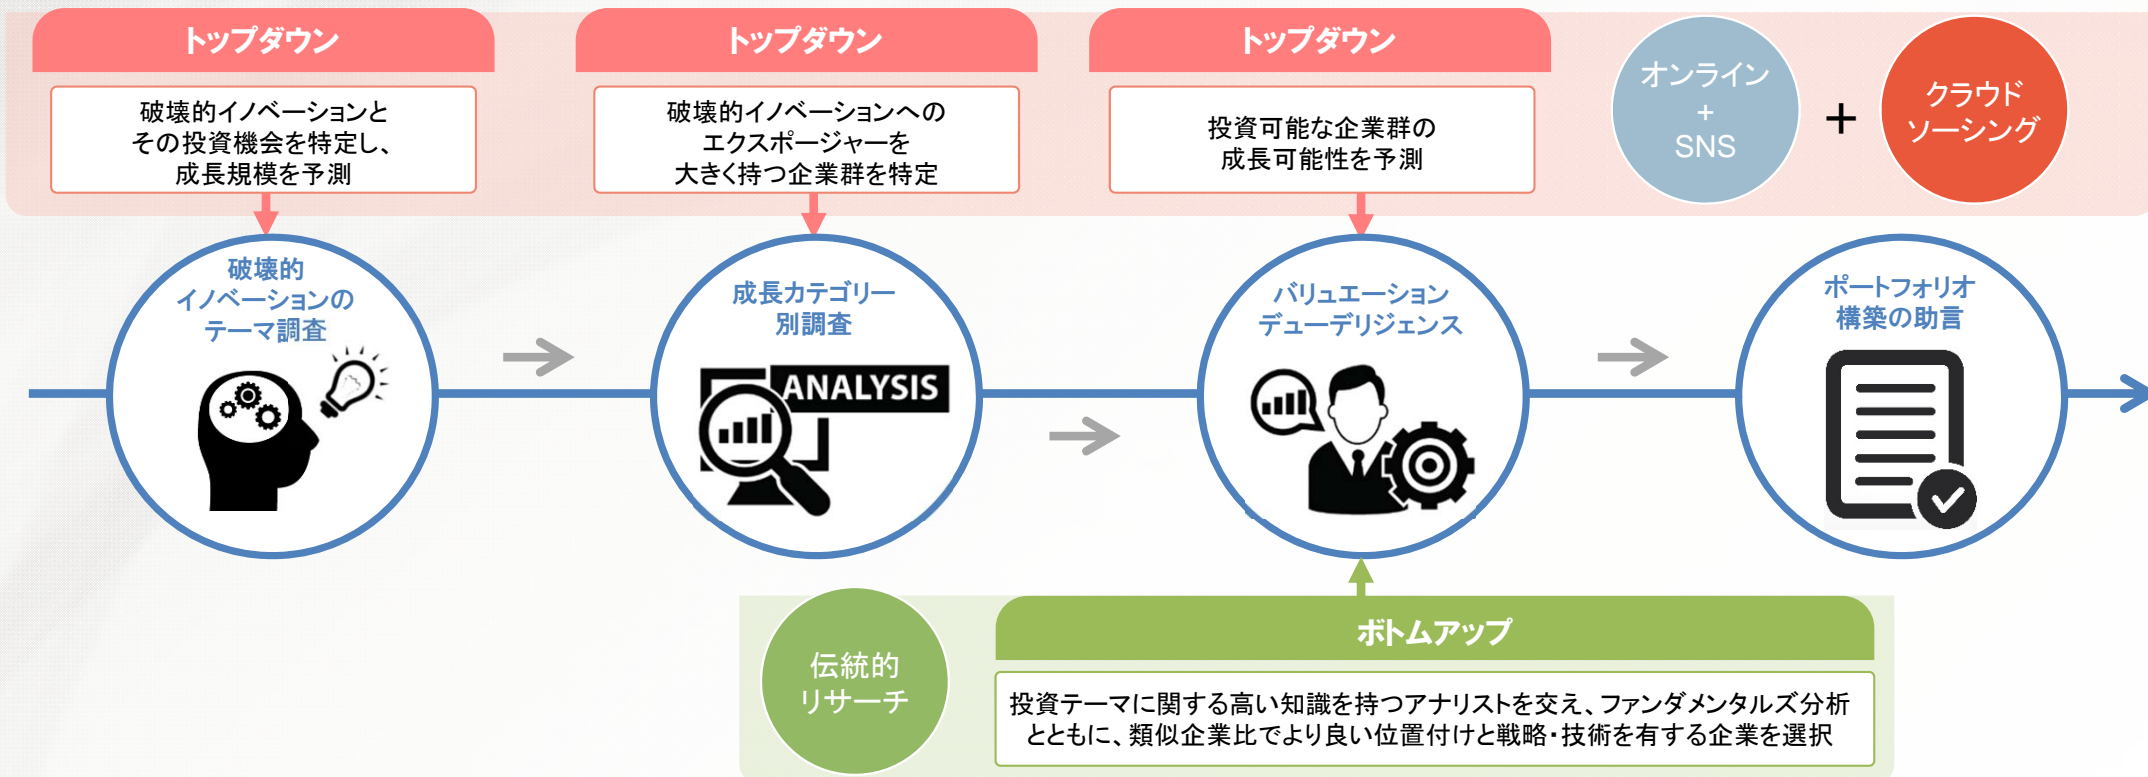 トップダウン
破壊的イノベーションと
その投資機会を特定し、
成長規模を予測
トップダウン
破壊的イノベーションへの
エクスポージャーを
大きく持つ企業群を特定
トップダウン
投資可能な企業群の
成長可能性を予測
オンライン
+
SNS
+
クラウド
ソーシング
破壊的
イノベーションの
テーマ調査
成長カテゴリー
別調査
ANALYSIS
バリュエーション
デューデリジェンス
ポートフォリオ
構築の助言
伝統的
リサーチ
ボトムアップ
投資テーマに関する高い知識を持つアナリストを交え、ファンダメンタルズ分析
とともに、類似企業比でより良い位置付けと戦略・技術を有する企業を選択